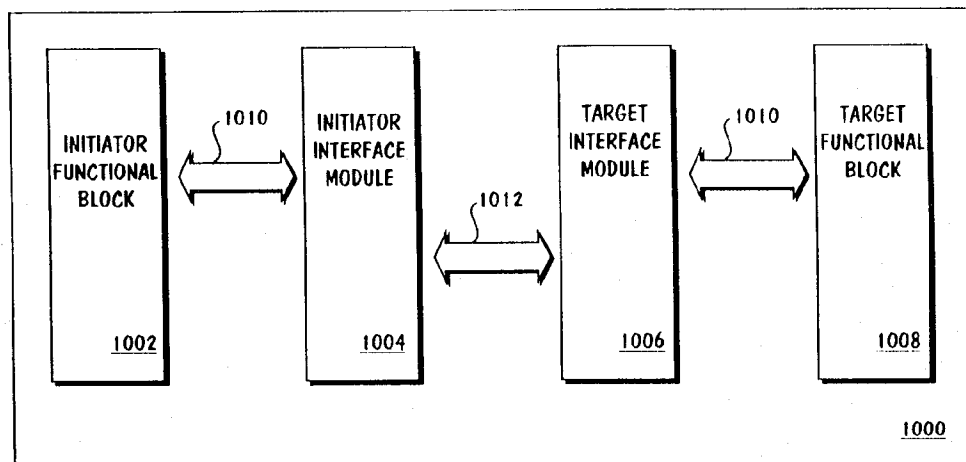 INITIATOR
FUNCTIONAL
BLOCK
1002
1010
INITIATOR
INTERFACE
MODULE
1004
1012
TARGET
INTERFACE
MODULE
1006
1010
TARGET
FUNCTIONAL
BLOCK
1008
1000